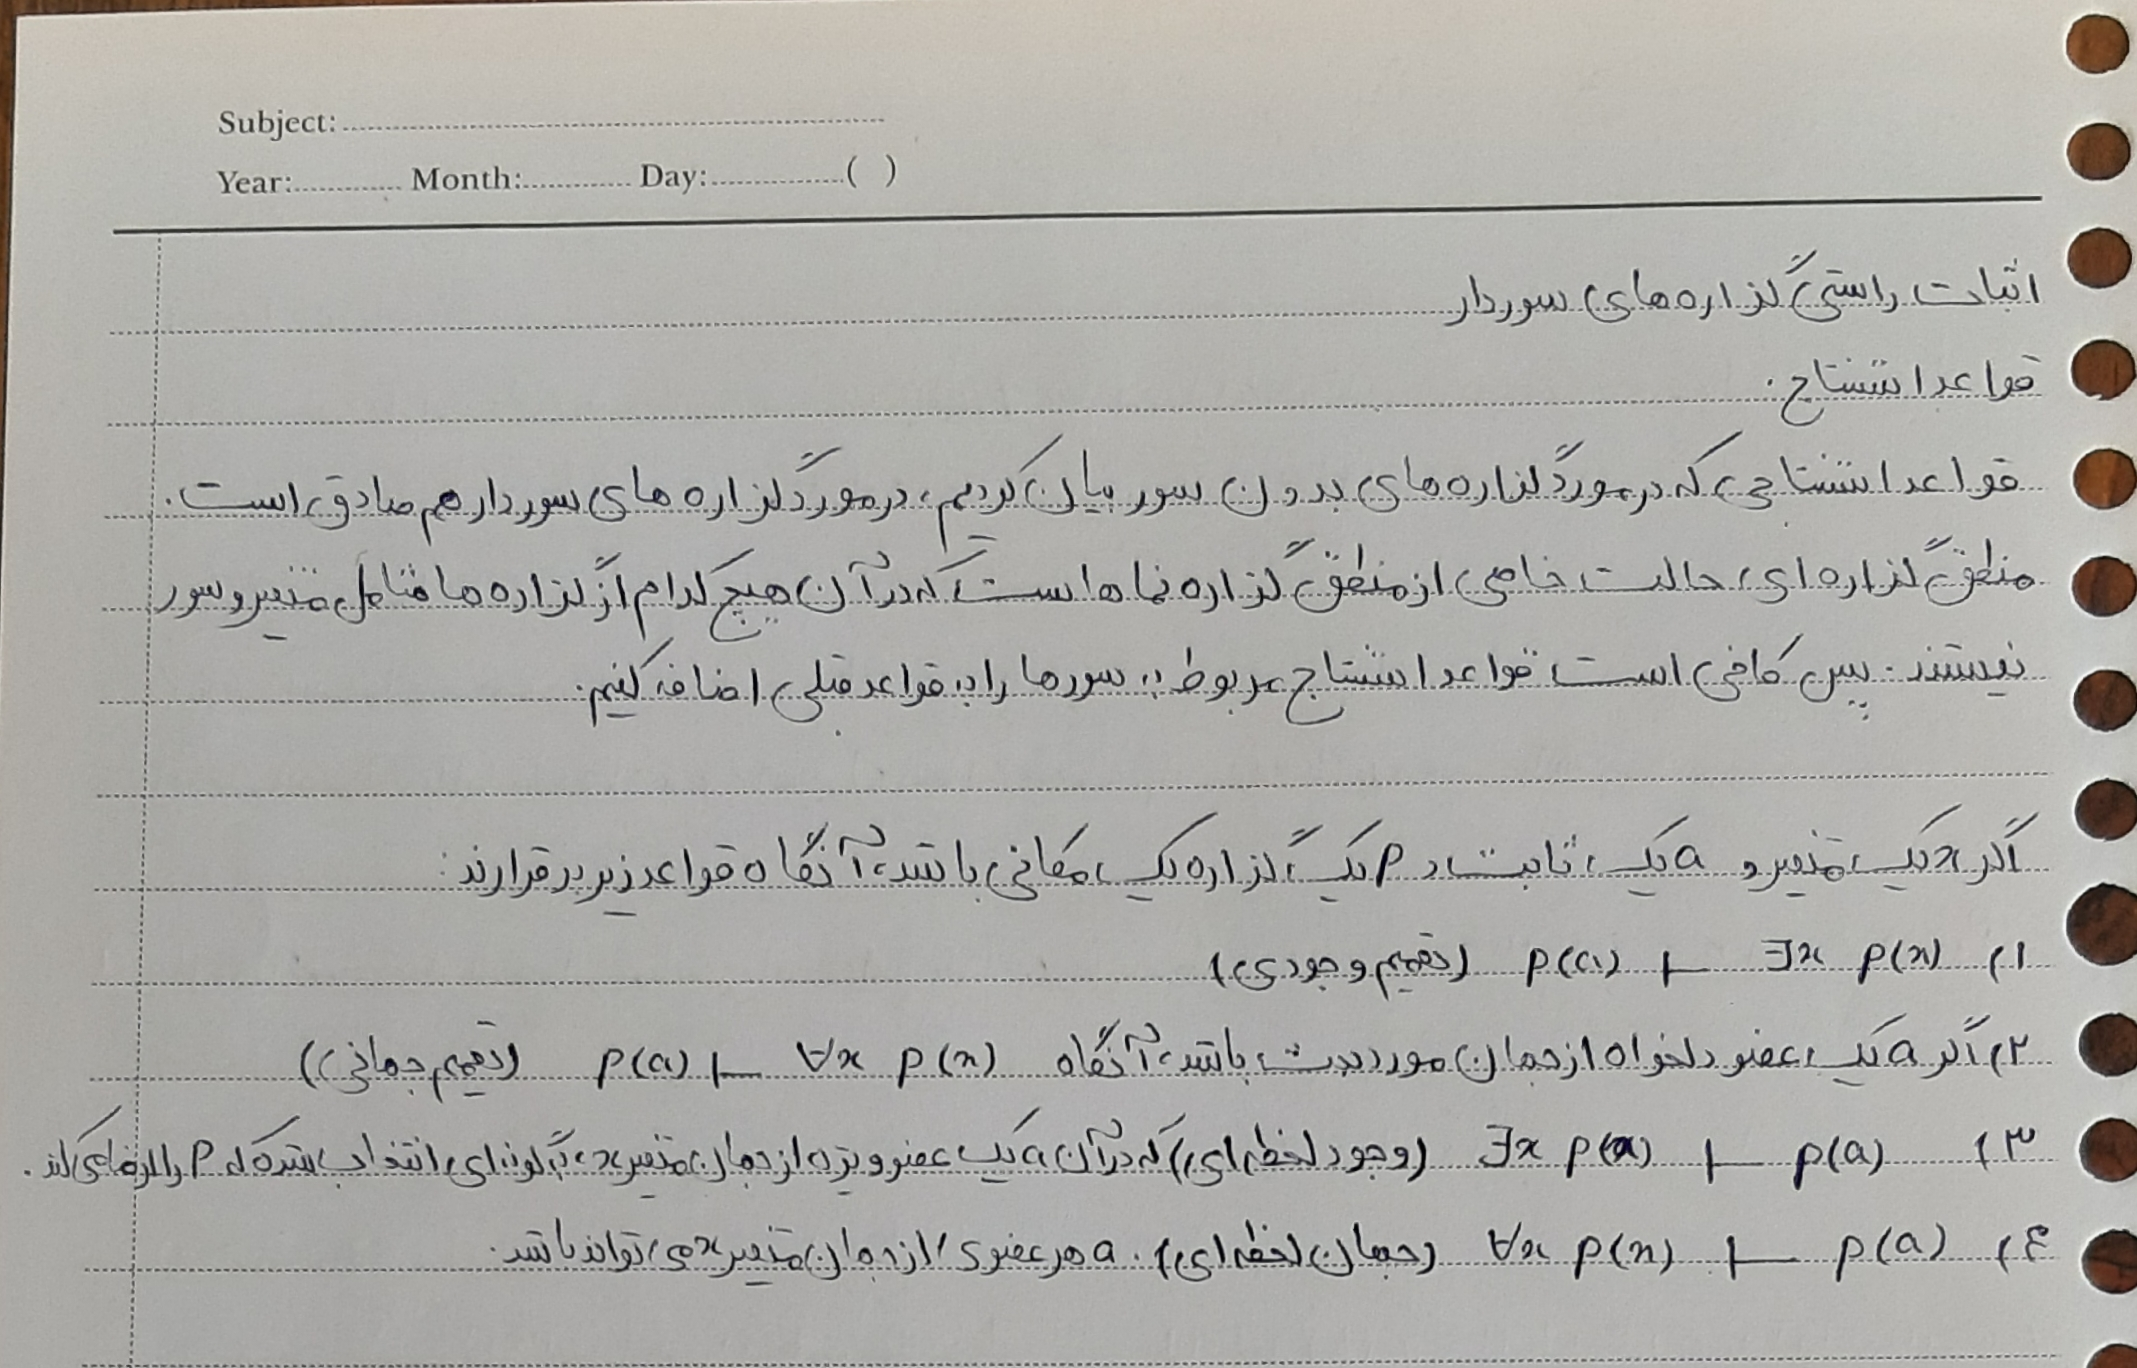 Subject:
Year: Month: Day: ( )
اثبات راستی گزاره های سوردار
قواعد استنتاج:
قواعد استنتاجی که در مورد گزاره های بدون سور بیان کردیم، در مورد گزاره های سوردار هم صادق است.
منطق گزاره ای، حالت خاصی از منطق گزاره نماها است که در آن هیچ کدام از گزاره ها شامل متغیر و سور
نیستند. پس کافی است قواعد استنتاج مربوط به سورها را به قواعد قبلی اضافه کنیم.
اگر x یک متغیر و a یک ثابت و P یک گزاره یک مکانی باشد، آنگاه قواعد زیر برقرارند:
۱) P(a) ⊢ ∃x P(x) (تعمیم وجودی)
۲) اگر a یک عضو دلخواه از جهان مورد بحث باشد، آنگاه P(a) ⊢ ∀x P(x) (تعمیم جهانی)
۳) ∃x P(x) ⊢ P(a) (وجود لحظه ای) که در آن a یک عضو ویژه از جهان متغیر x، به گونه ای انتخاب شده که P را ارضا می کند.
۴) ∀x P(x) ⊢ P(a) (جهان لحظه ای). a هر عضوی از جهان متغیر x می تواند باشد.